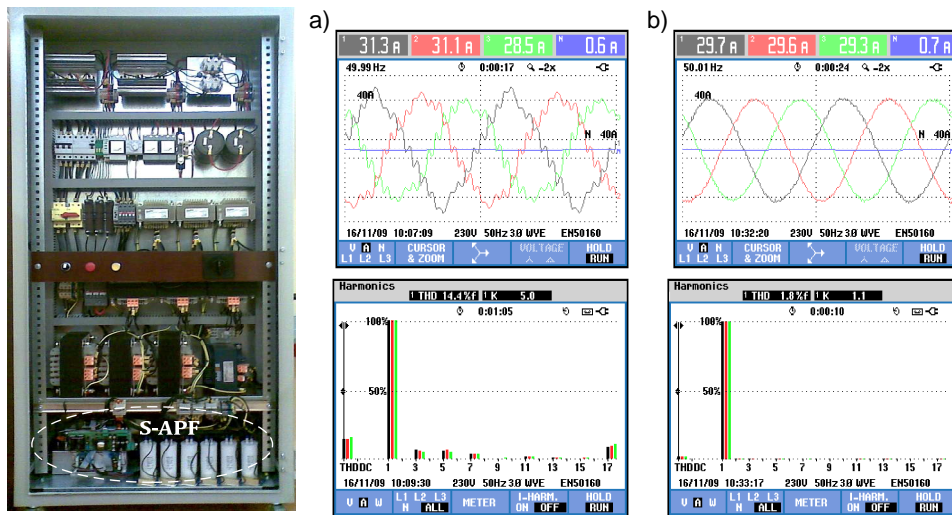 a)
1 31.3 A 2 31.1 A 3 28.5 A N 0.6 A
49.99 Hz 0:00:17 -2x
40A
N 40A
16/11/09 10:07:09 230V 50Hz 3Ø WYE EN50160
V A N
L1 L2 L3
CURSOR
& ZOOM
VOLTAGE
HOLD
RUN
Harmonics
1 THD 14.4%f 1 K 5.0
0:01:05
100%
50%
THDDC 1 3 5 7 9 11 13 15 17
16/11/09 10:09:30 230V 50Hz 3Ø WYE EN50160
V A W
L1 L2 L3
N ALL
METER
I-HARM.
ON OFF
HOLD
RUN
b)
1 29.7 A 2 29.6 A 3 29.3 A N 0.7 A
50.01 Hz 0:00:24 -2x
40A
N 40A
16/11/09 10:32:20 230V 50Hz 3Ø WYE EN50160
V A N
L1 L2 L3
CURSOR
& ZOOM
VOLTAGE
HOLD
RUN
Harmonics
1 THD 1.8%f 1 K 1.1
0:00:10
100%
50%
THDDC 1 3 5 7 9 11 13 15 17
16/11/09 10:33:17 230V 50Hz 3Ø WYE EN50160
V A W
L1 L2 L3
N ALL
METER
I-HARM.
ON OFF
HOLD
RUN
S-APF